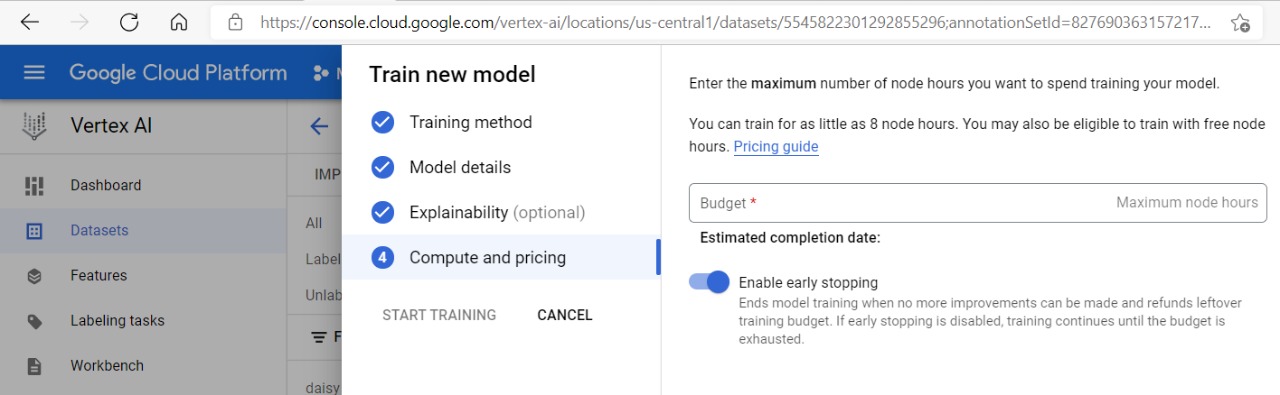 https://console.cloud.google.com/vertex-ai/locations/us-central1/datasets/5545822301292855296;annotationSetId=827690363157217...
Google Cloud Platform
Vertex AI
Dashboard
Datasets
Features
Labeling tasks
Workbench
IMP
All
Label
Unlab
F
daisy
Train new model
Training method
Model details
Explainability (optional)
4 Compute and pricing
START TRAINING CANCEL
Enter the maximum number of node hours you want to spend training your model.
You can train for as little as 8 node hours. You may also be eligible to train with free node
hours. Pricing guide
Budget * Maximum node hours
Estimated completion date:
Enable early stopping
Ends model training when no more improvements can be made and refunds leftover
training budget. If early stopping is disabled, training continues until the budget is
exhausted.